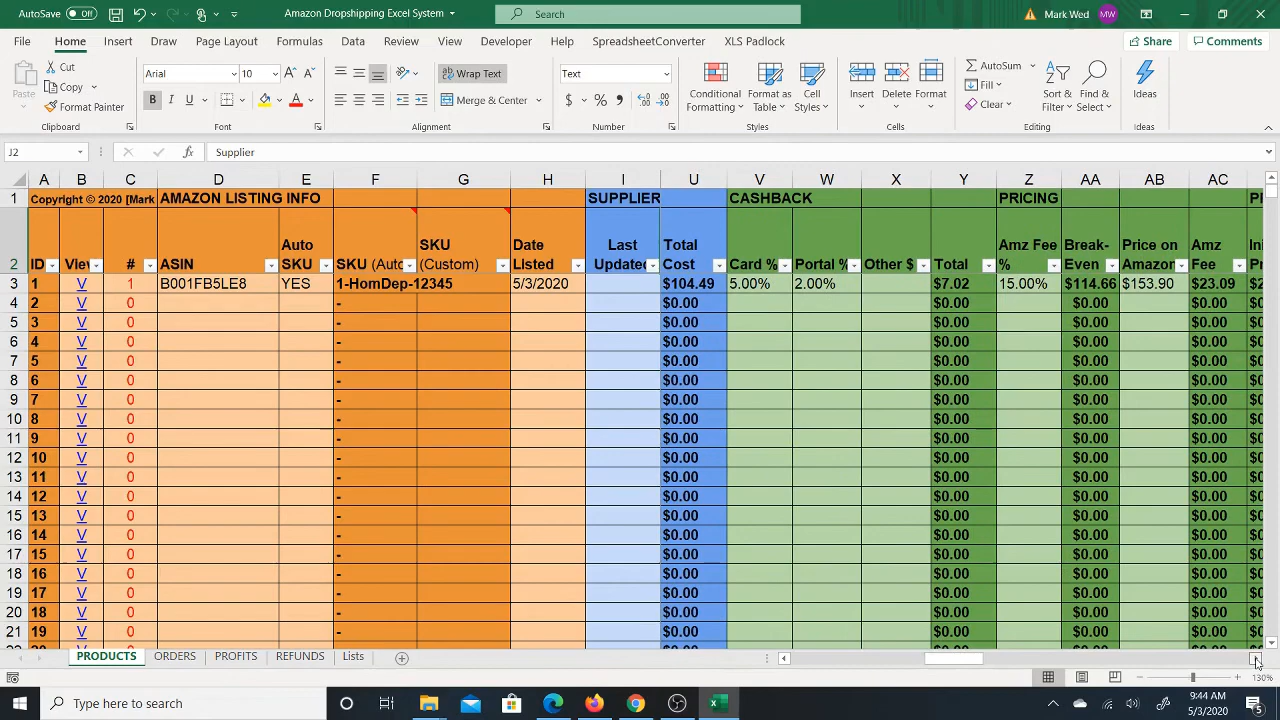 AutoSave Off Amazon Dropshipping Excel System Search Mark Wed MW
File Home Insert Draw Page Layout Formulas Data Review View Developer Help SpreadsheetConverter XLS Padlock Share Comments
Paste Cut Copy Format Painter Arial 10 Wrap Text Merge & Center Text Conditional Formatting Format as Table Cell Styles Insert Delete Format AutoSum Fill Clear Sort & Filter Find & Select Ideas
Clipboard Font Alignment Number Styles Cells Editing Ideas
J2 Supplier
A B C D E F G H I U V W X Y Z AA AB AC
1 Copyright © 2020 [Mark AMAZON LISTING INFO SUPPLIER CASHBACK PRICING
2 ID View # ASIN Auto SKU SKU (Auto SKU (Custom) Date Listed Last Updated Total Cost Card % Portal % Other $ Total Amz Fee % Break-Even Price on Amazon Amz Fee
3 1 V 1 B001FB5LE8 YES 1-HomDep-12345 5/3/2020 $104.49 5.00% 2.00% $7.02 15.00% $114.66 $153.90 $23.09
4 2 V 0 - $0.00 $0.00 $0.00 $0.00
5 3 V 0 - $0.00 $0.00 $0.00 $0.00
6 4 V 0 - $0.00 $0.00 $0.00 $0.00
7 5 V 0 - $0.00 $0.00 $0.00 $0.00
8 6 V 0 - $0.00 $0.00 $0.00 $0.00
9 7 V 0 - $0.00 $0.00 $0.00 $0.00
10 8 V 0 - $0.00 $0.00 $0.00 $0.00
11 9 V 0 - $0.00 $0.00 $0.00 $0.00
12 10 V 0 - $0.00 $0.00 $0.00 $0.00
13 11 V 0 - $0.00 $0.00 $0.00 $0.00
14 12 V 0 - $0.00 $0.00 $0.00 $0.00
15 13 V 0 - $0.00 $0.00 $0.00 $0.00
16 14 V 0 - $0.00 $0.00 $0.00 $0.00
17 15 V 0 - $0.00 $0.00 $0.00 $0.00
18 16 V 0 - $0.00 $0.00 $0.00 $0.00
19 17 V 0 - $0.00 $0.00 $0.00 $0.00
20 18 V 0 - $0.00 $0.00 $0.00 $0.00
21 19 V 0 - $0.00 $0.00 $0.00 $0.00
PRODUCTS ORDERS PROFITS REFUNDS Lists
130%
Type here to search 9:44 AM
5/3/2020